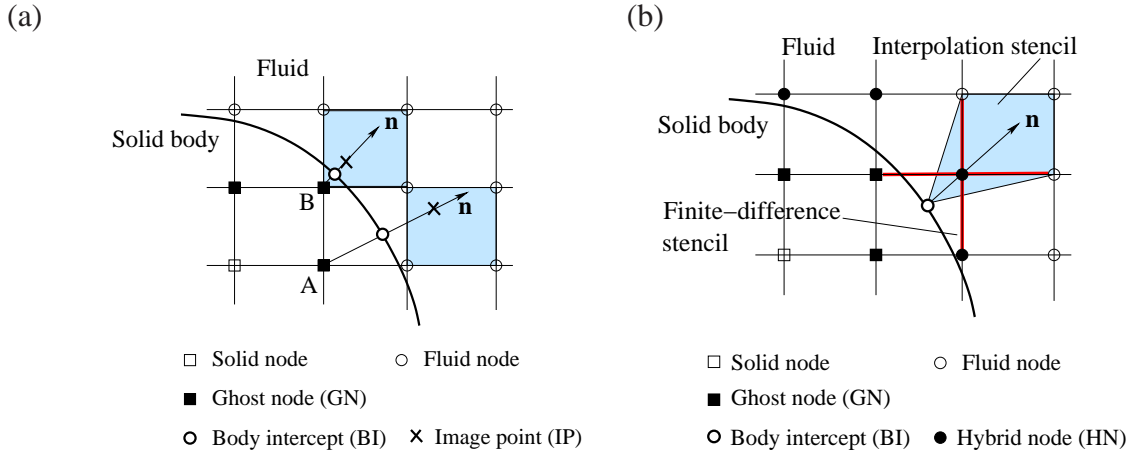 (a)
Fluid
Solid body
n
B
n
A
Solid node
Fluid node
Ghost node (GN)
Body intercept (BI)
Image point (IP)
(b)
Fluid
Interpolation stencil
Solid body
n
Finite−difference
stencil
Solid node
Fluid node
Ghost node (GN)
Body intercept (BI)
Hybrid node (HN)